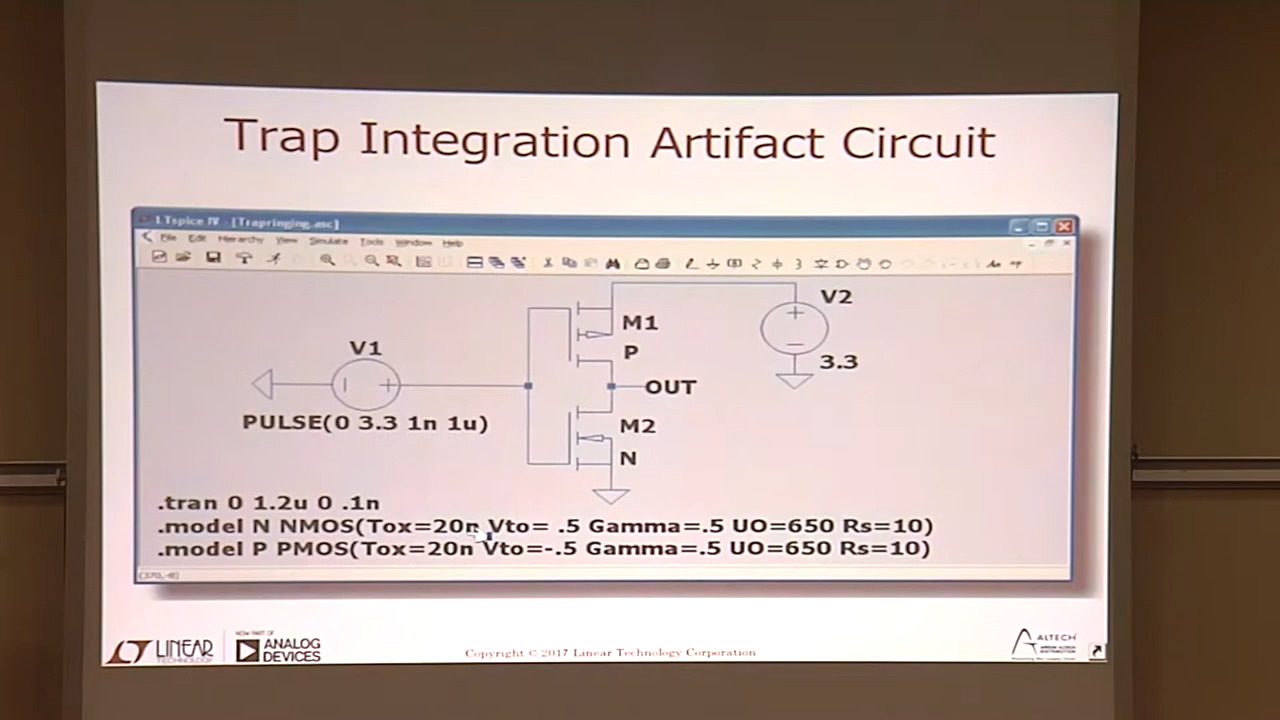 Trap Integration Artifact Circuit
LTspice IV - [Trapringing.asc]
File Edit Hierarchy View Simulate Tools Window Help
V2
M1
P
V1
3.3
OUT
PULSE(0 3.3 1n 1u)
M2
N
.tran 0 1.2u 0 .1n
.model N NMOS(Tox=20n Vto= .5 Gamma=.5 UO=650 Rs=10)
.model P PMOS(Tox=20n Vto=-.5 Gamma=.5 UO=650 Rs=10)
LINEAR
TECHNOLOGY
NOW PART OF
ANALOG
DEVICES
Copyright © 2017 Linear Technology Corporation
ALTECH